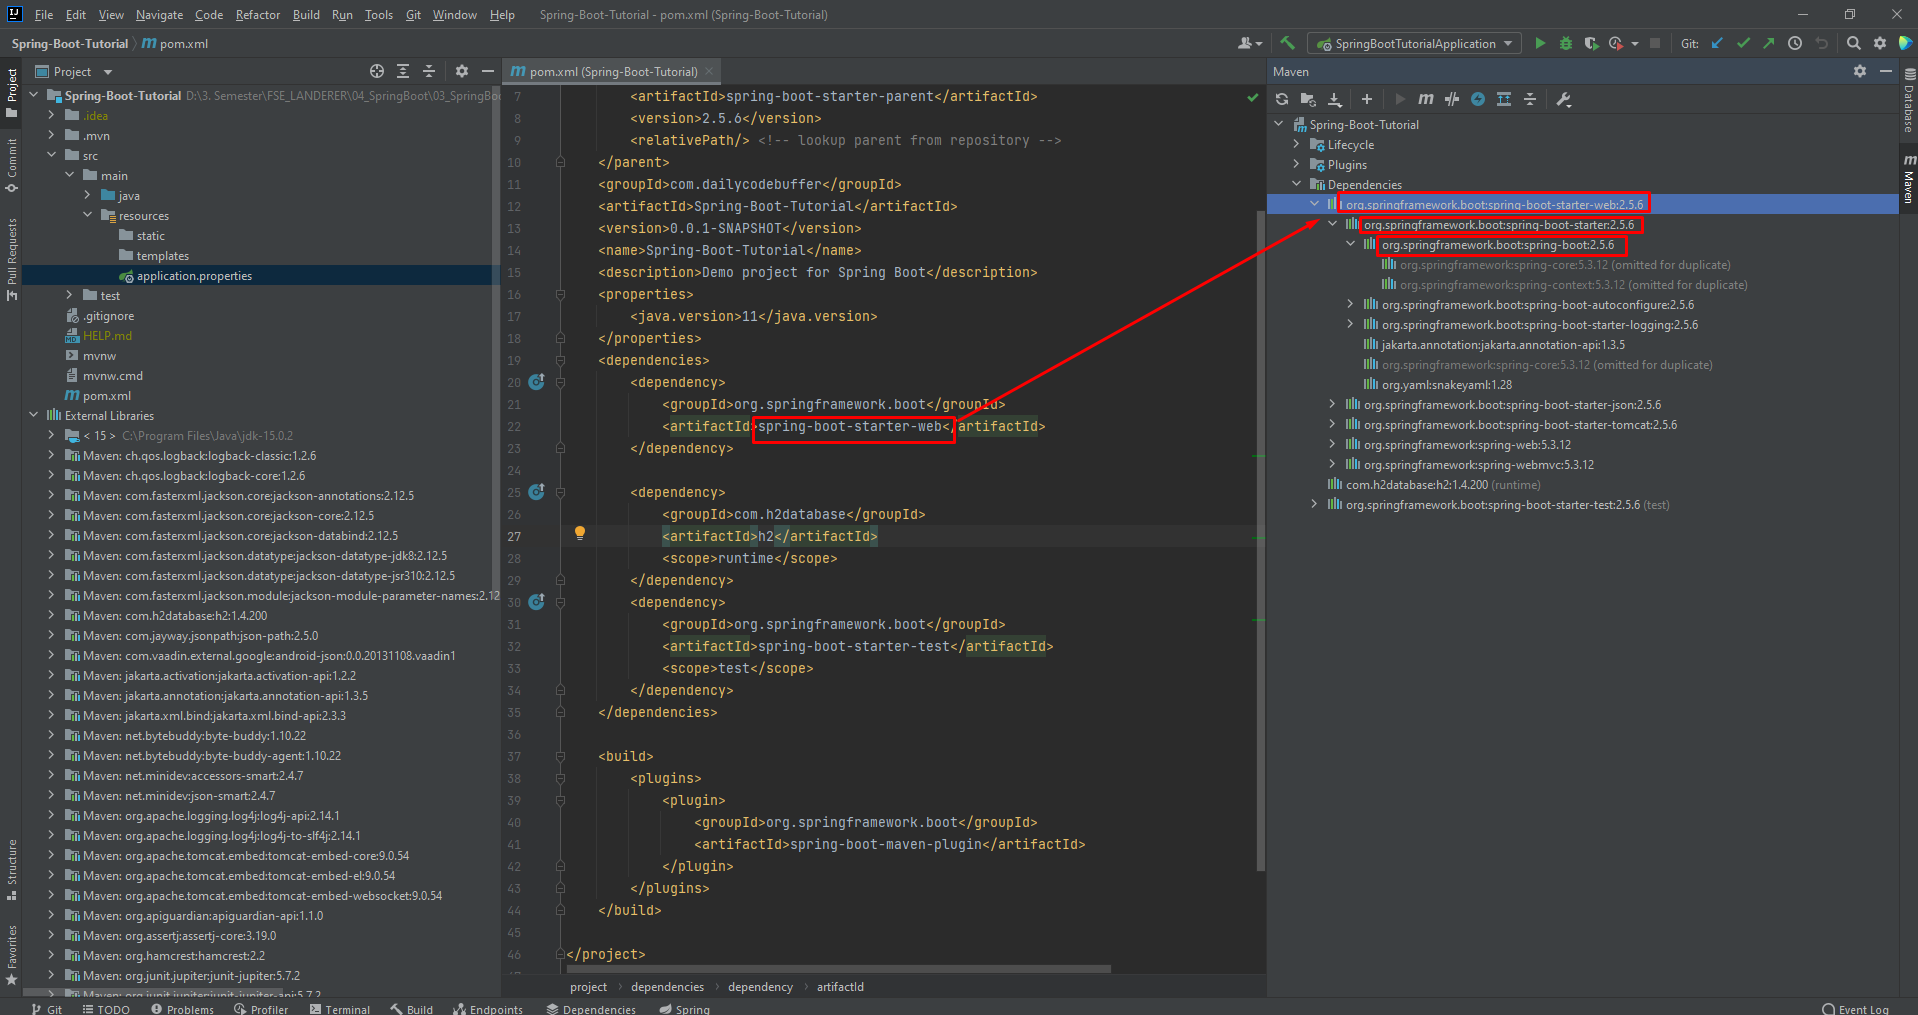 File Edit View Navigate Code Refactor Build Run Tools Git Window Help Spring-Boot-Tutorial - pom.xml (Spring-Boot-Tutorial)
Spring-Boot-Tutorial pom.xml
SpringBootTutorialApplication
Git:
Project
Commit
Pull Requests
Structure
Favorites
Project
Spring-Boot-Tutorial D:\3. Semester\FSE_LANDERER\04_SpringBoot\03_SpringBoo
.idea
.mvn
src
main
java
resources
static
templates
application.properties
test
.gitignore
HELP.md
mvnw
mvnw.cmd
pom.xml
External Libraries
< 15 > C:\Program Files\Java\jdk-15.0.2
Maven: ch.qos.logback:logback-classic:1.2.6
Maven: ch.qos.logback:logback-core:1.2.6
Maven: com.fasterxml.jackson.core:jackson-annotations:2.12.5
Maven: com.fasterxml.jackson.core:jackson-core:2.12.5
Maven: com.fasterxml.jackson.core:jackson-databind:2.12.5
Maven: com.fasterxml.jackson.datatype:jackson-datatype-jdk8:2.12.5
Maven: com.fasterxml.jackson.datatype:jackson-datatype-jsr310:2.12.5
Maven: com.fasterxml.jackson.module:jackson-module-parameter-names:2.12
Maven: com.h2database:h2:1.4.200
Maven: com.jayway.jsonpath:json-path:2.5.0
Maven: com.vaadin.external.google:android-json:0.0.20131108.vaadin1
Maven: jakarta.activation:jakarta.activation-api:1.2.2
Maven: jakarta.annotation:jakarta.annotation-api:1.3.5
Maven: jakarta.xml.bind:jakarta.xml.bind-api:2.3.3
Maven: net.bytebuddy:byte-buddy:1.10.22
Maven: net.bytebuddy:byte-buddy-agent:1.10.22
Maven: net.minidev:accessors-smart:2.4.7
Maven: net.minidev:json-smart:2.4.7
Maven: org.apache.logging.log4j:log4j-api:2.14.1
Maven: org.apache.logging.log4j:log4j-to-slf4j:2.14.1
Maven: org.apache.tomcat.embed:tomcat-embed-core:9.0.54
Maven: org.apache.tomcat.embed:tomcat-embed-el:9.0.54
Maven: org.apache.tomcat.embed:tomcat-embed-websocket:9.0.54
Maven: org.apiguardian:apiguardian-api:1.1.0
Maven: org.assertj:assertj-core:3.19.0
Maven: org.hamcrest:hamcrest:2.2
Maven: org.junit.jupiter:junit-jupiter:5.7.2
Maven: org.junit.jupiter:junit-jupiter-api:5.7.2
pom.xml (Spring-Boot-Tutorial)
7 <artifactId>spring-boot-starter-parent</artifactId>
8 <version>2.5.6</version>
9 <relativePath/> <!-- lookup parent from repository -->
10 </parent>
11 <groupId>com.dailycodebuffer</groupId>
12 <artifactId>Spring-Boot-Tutorial</artifactId>
13 <version>0.0.1-SNAPSHOT</version>
14 <name>Spring-Boot-Tutorial</name>
15 <description>Demo project for Spring Boot</description>
16 <properties>
17 <java.version>11</java.version>
18 </properties>
19 <dependencies>
20 <dependency>
21 <groupId>org.springframework.boot</groupId>
22 <artifactId>spring-boot-starter-web</artifactId>
23 </dependency>
24
25 <dependency>
26 <groupId>com.h2database</groupId>
27 <artifactId>h2</artifactId>
28 <scope>runtime</scope>
29 </dependency>
30 <dependency>
31 <groupId>org.springframework.boot</groupId>
32 <artifactId>spring-boot-starter-test</artifactId>
33 <scope>test</scope>
34 </dependency>
35 </dependencies>
36
37 <build>
38 <plugins>
39 <plugin>
40 <groupId>org.springframework.boot</groupId>
41 <artifactId>spring-boot-maven-plugin</artifactId>
42 </plugin>
43 </plugins>
44 </build>
45
46 </project>
project dependencies dependency artifactId
Maven
Spring-Boot-Tutorial
Lifecycle
Plugins
Dependencies
org.springframework.boot:spring-boot-starter-web:2.5.6
org.springframework.boot:spring-boot-starter:2.5.6
org.springframework.boot:spring-boot:2.5.6
org.springframework:spring-core:5.3.12 (omitted for duplicate)
org.springframework:spring-context:5.3.12 (omitted for duplicate)
org.springframework.boot:spring-boot-autoconfigure:2.5.6
org.springframework.boot:spring-boot-starter-logging:2.5.6
jakarta.annotation:jakarta.annotation-api:1.3.5
org.springframework:spring-core:5.3.12 (omitted for duplicate)
org.yaml:snakeyaml:1.28
org.springframework.boot:spring-boot-starter-json:2.5.6
org.springframework.boot:spring-boot-starter-tomcat:2.5.6
org.springframework:spring-web:5.3.12
org.springframework:spring-webmvc:5.3.12
com.h2database:h2:1.4.200 (runtime)
org.springframework.boot:spring-boot-starter-test:2.5.6 (test)
Database
Maven
Git TODO Problems Profiler Terminal Build Endpoints Dependencies Spring Event Log